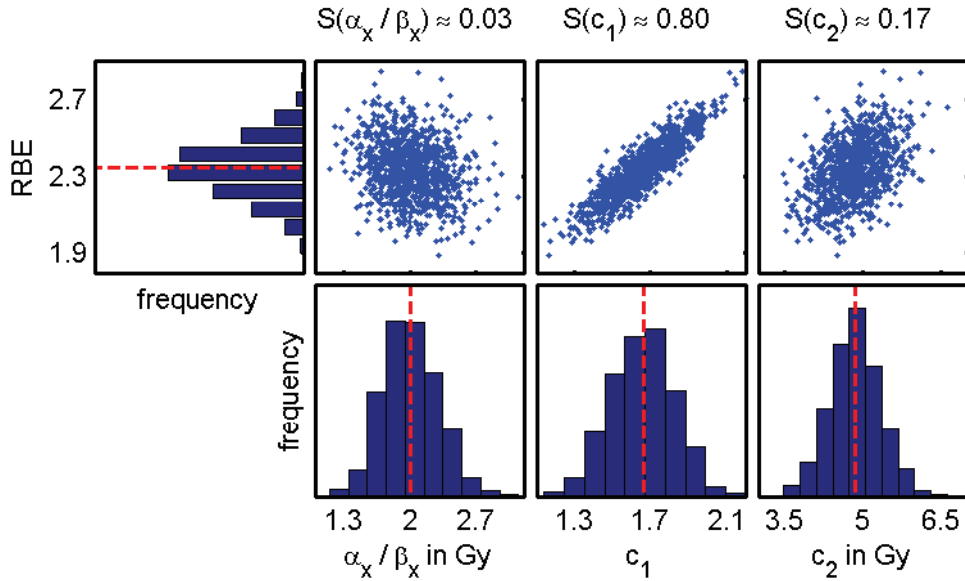 S(αx / βx) ≈ 0.03
S(c1) ≈ 0.80
S(c2) ≈ 0.17
RBE
2.7
2.3
1.9
frequency
frequency
1.3 2 2.7
1.3 1.7 2.1
3.5 5 6.5
αx / βx in Gy
c1
c2 in Gy